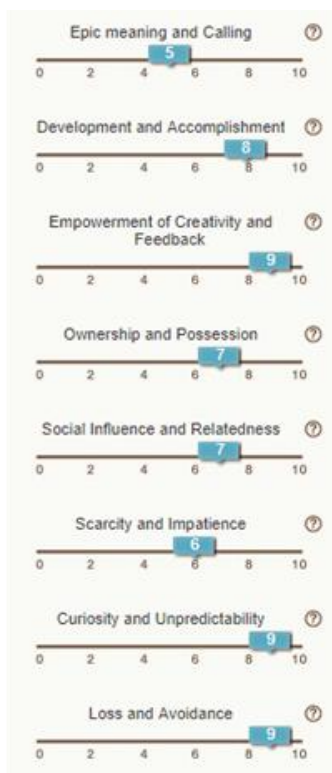 Epic meaning and Calling ?
5
0 2 4 6 8 10
Development and Accomplishment ?
8
0 2 4 6 8 10
Empowerment of Creativity and ?
Feedback
9
0 2 4 6 8 10
Ownership and Possession ?
7
0 2 4 6 8 10
Social Influence and Relatedness ?
7
0 2 4 6 8 10
Scarcity and Impatience ?
6
0 2 4 6 8 10
Curiosity and Unpredictability ?
9
0 2 4 6 8 10
Loss and Avoidance ?
9
0 2 4 6 8 10